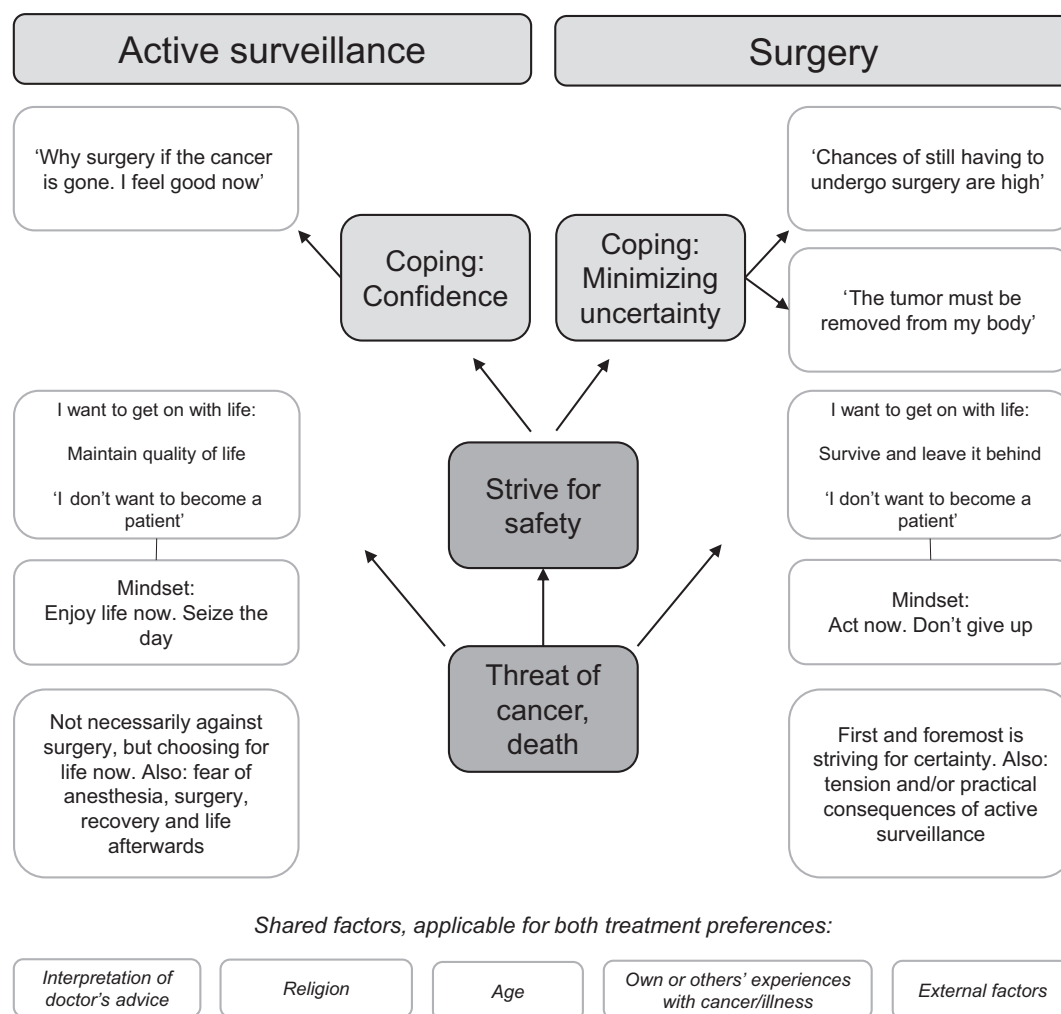 Active surveillance
Surgery
‘Why surgery if the cancer
is gone. I feel good now’
Coping:
Confidence
Coping:
Minimizing
uncertainty
‘Chances of still having to
undergo surgery are high’
‘The tumor must be
removed from my body’
I want to get on with life:
Maintain quality of life
‘I don’t want to become a
patient’
Strive for
safety
I want to get on with life:
Survive and leave it behind
‘I don’t want to become a
patient’
Mindset:
Enjoy life now. Seize the
day
Mindset:
Act now. Don’t give up
Threat of
cancer,
death
Not necessarily against
surgery, but choosing for
life now. Also: fear of
anesthesia, surgery,
recovery and life
afterwards
First and foremost is
striving for certainty. Also:
tension and/or practical
consequences of active
surveillance
Shared factors, applicable for both treatment preferences:
Interpretation of
doctor’s advice
Religion
Age
Own or others’ experiences
with cancer/illness
External factors